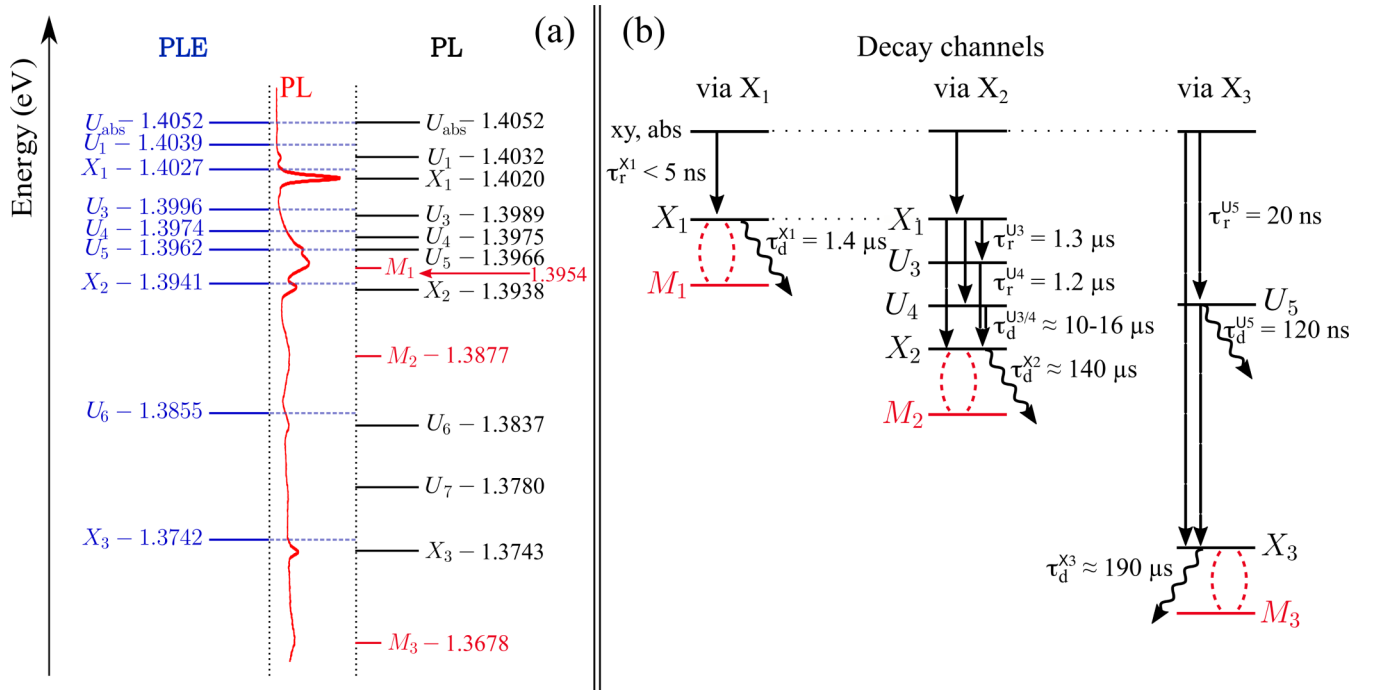 Energy (eV)
PLE
PL
(a)
PL
U_abs − 1.4052
U_1 − 1.4039
X_1 − 1.4027
U_3 − 1.3996
U_4 − 1.3974
U_5 − 1.3962
X_2 − 1.3941
U_6 − 1.3855
X_3 − 1.3742
U_abs − 1.4052
U_1 − 1.4032
X_1 − 1.4020
U_3 − 1.3989
U_4 − 1.3975
U_5 − 1.3966
M_1
1.3954
X_2 − 1.3938
M_2 − 1.3877
U_6 − 1.3837
U_7 − 1.3780
X_3 − 1.3743
M_3 − 1.3678
(b)
Decay channels
via X_1
via X_2
via X_3
xy, abs
τ_r^X1 < 5 ns
X_1
τ_d^X1 = 1.4 μs
M_1
X_1
τ_r^U3 = 1.3 μs
U_3
τ_r^U4 = 1.2 μs
U_4
τ_d^U3/4 ≈ 10-16 μs
X_2
τ_d^X2 ≈ 140 μs
M_2
τ_r^U5 = 20 ns
U_5
τ_d^U5 = 120 ns
X_3
τ_d^X3 ≈ 190 μs
M_3